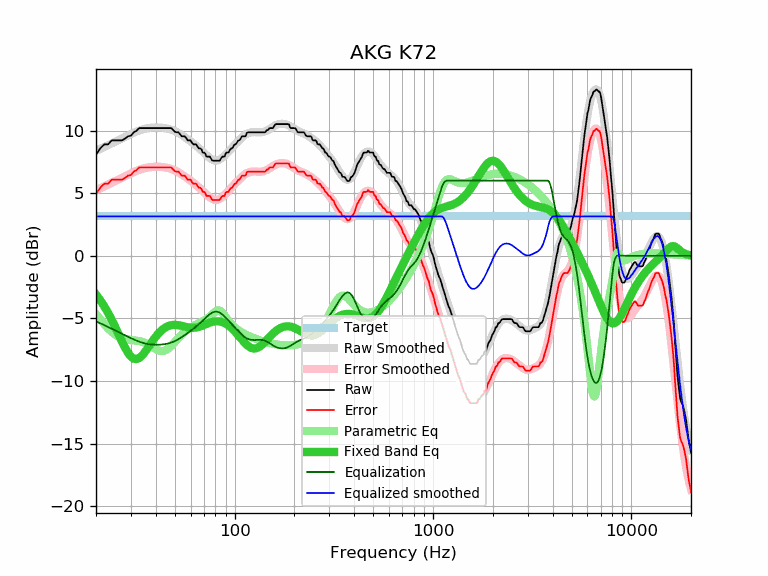 AKG K72
Amplitude (dBr)
10
5
0
−5
−10
−15
−20
Target
Raw Smoothed
Error Smoothed
Raw
Error
Parametric Eq
Fixed Band Eq
Equalization
Equalized smoothed
100 1000 10000
Frequency (Hz)